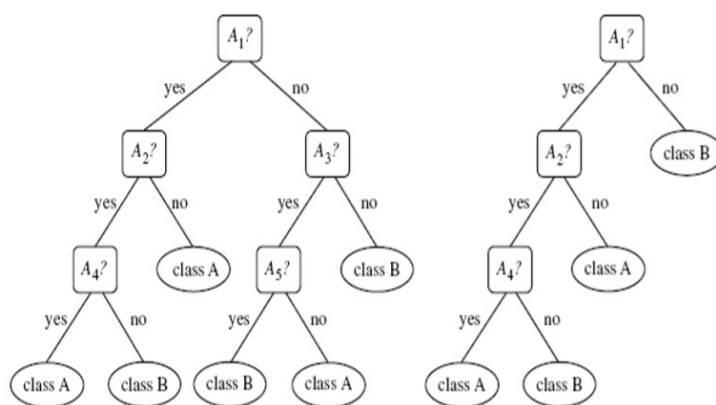 A₁? A₁?
yes no yes no
A₂? A₃? A₂? class B
yes no yes no yes no
A₄? class A A₅? class B A₄? class A
yes no yes no yes no
class A class B class B class A class A class B